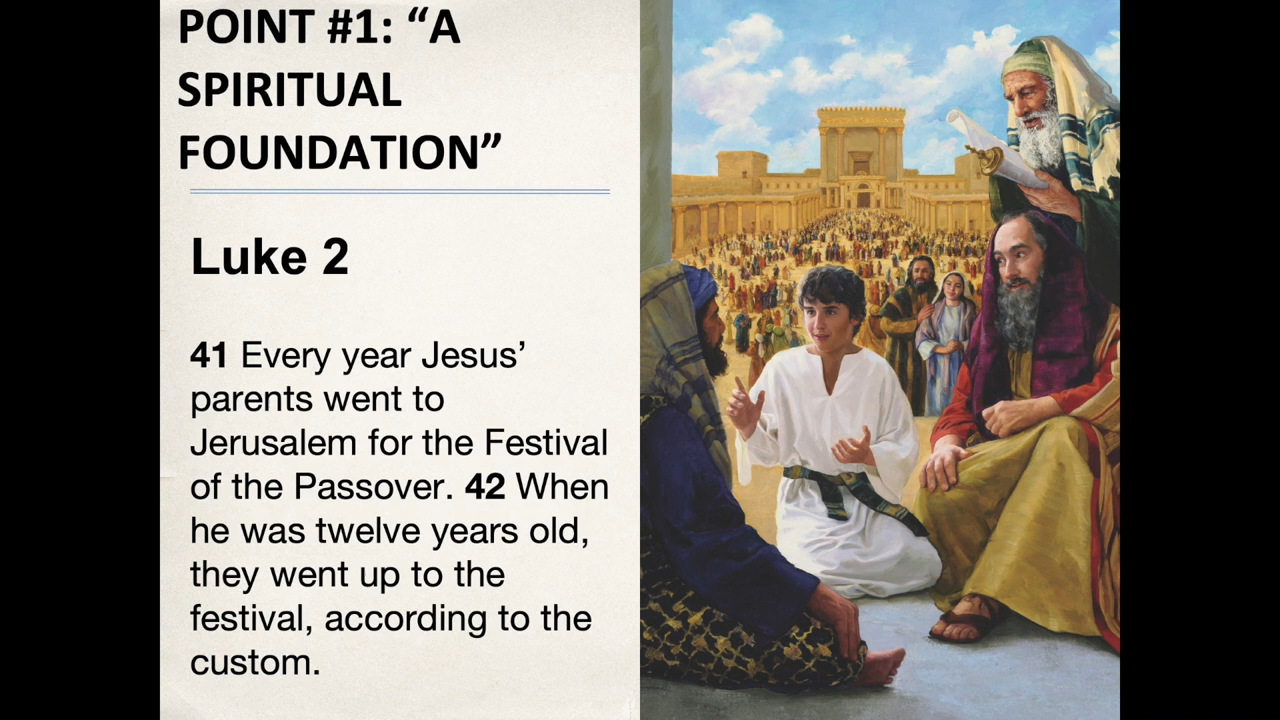 POINT #1: “A
SPIRITUAL
FOUNDATION”
Luke 2
41 Every year Jesus’
parents went to
Jerusalem for the Festival
of the Passover. 42 When
he was twelve years old,
they went up to the
festival, according to the
custom.